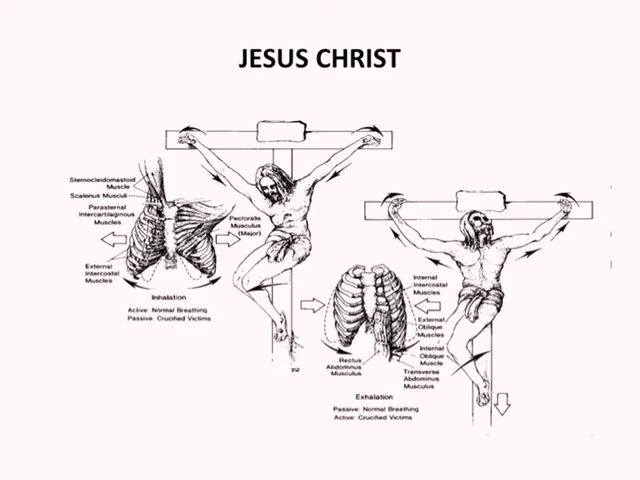 JESUS CHRIST
Sternocleidomastoid
Muscle
Scalenus Musculi
Parasternal
Intercartilaginous
Muscles
Pectoralis
Musculus
(Major)
External
Intercostal
Muscles
Inhalation
Active: Normal Breathing
Passive: Crucified Victims
Internal
Intercostal
Muscles
External
Oblique
Muscles
Internal
Oblique
Muscle
Rectus
Abdominus
Musculus
Transverse
Abdominus
Musculus
Exhalation
Passive: Normal Breathing
Active: Crucified Victims